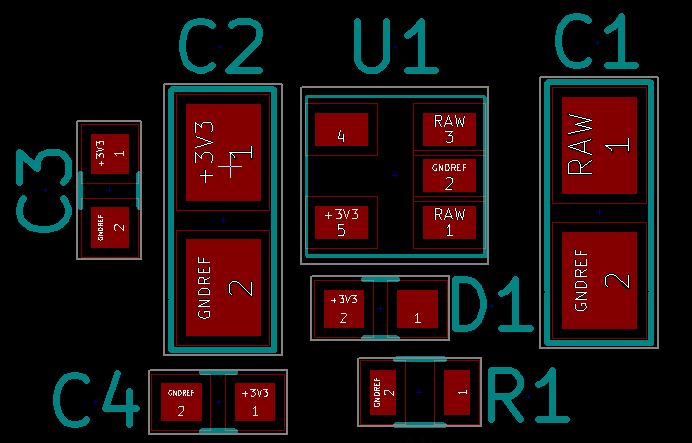 C2
U1
C1
+3V3
1
GNDREF
2
4
RAW
3
GNDREF
2
+3V3
5
RAW
1
RAW
1
GNDREF
2
C3
+3V3
1
GNDREF
2
+3V3
2
1
D1
C4
GNDREF
2
+3V3
1
GNDREF
2
1
R1